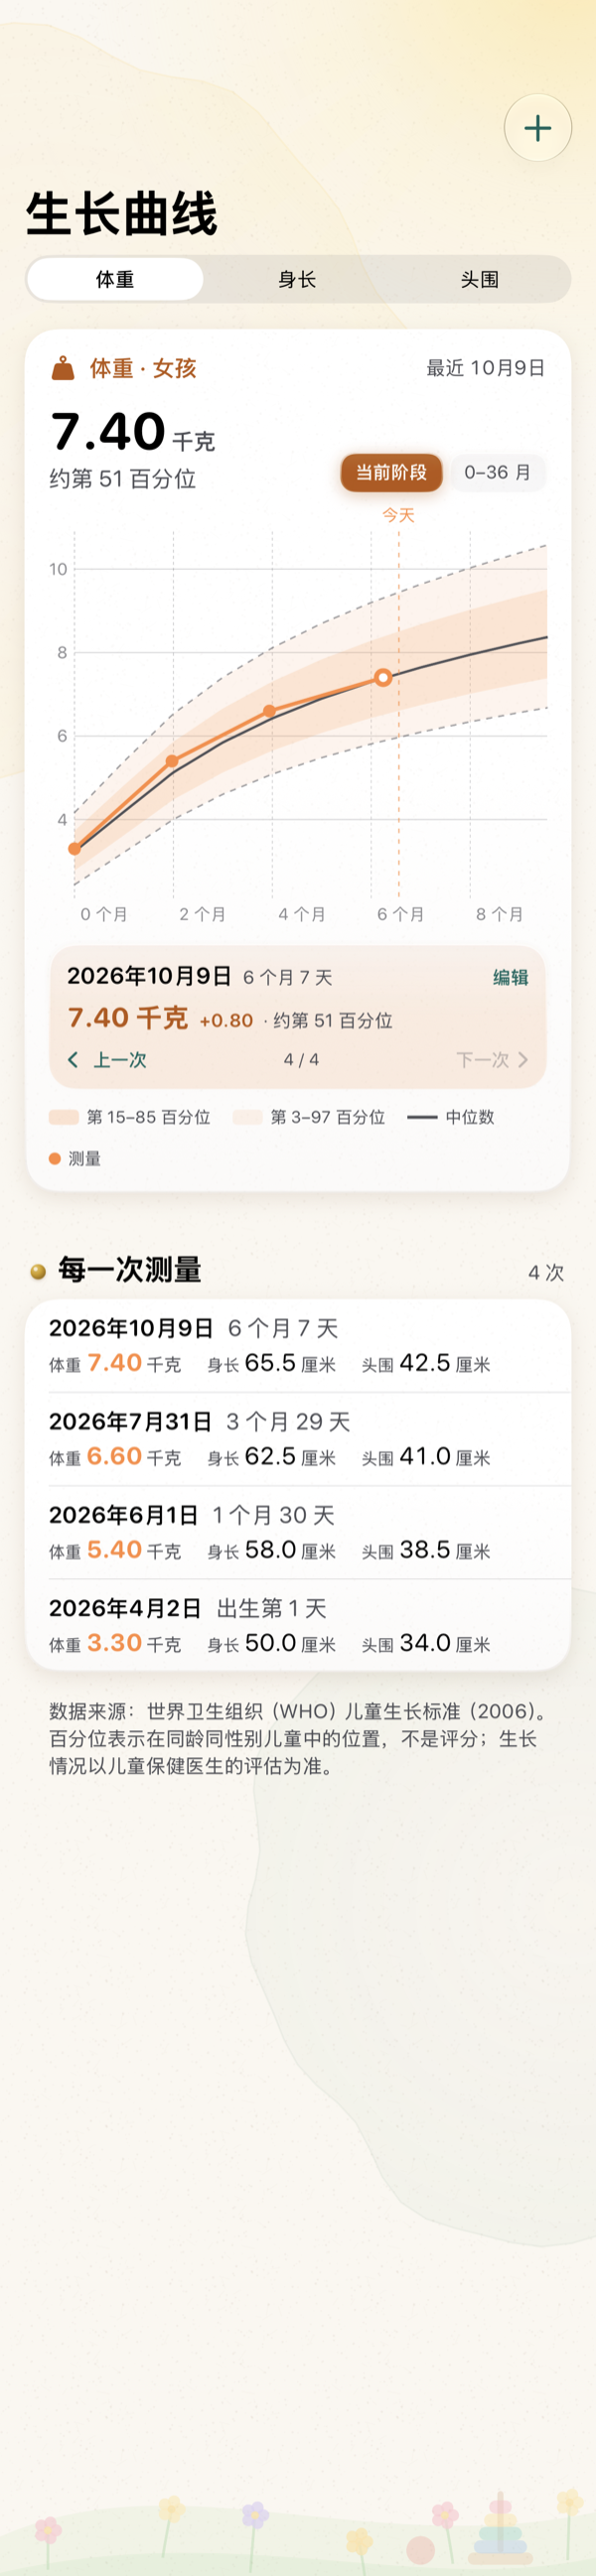 生长曲线
体重 身长 头围
体重 · 女孩 最近 10月9日
7.40 千克
约第 51 百分位 当前阶段 0–36 月
今天
10
8
6
4
0 个月 2 个月 4 个月 6 个月 8 个月
2026年10月9日 6 个月 7 天 编辑
7.40 千克 +0.80 · 约第 51 百分位
上一次 4 / 4 下一次
第 15–85 百分位 第 3–97 百分位 中位数
测量
每一次测量 4 次
2026年10月9日 6 个月 7 天
体重 7.40 千克 身长 65.5 厘米 头围 42.5 厘米
2026年7月31日 3 个月 29 天
体重 6.60 千克 身长 62.5 厘米 头围 41.0 厘米
2026年6月1日 1 个月 30 天
体重 5.40 千克 身长 58.0 厘米 头围 38.5 厘米
2026年4月2日 出生第 1 天
体重 3.30 千克 身长 50.0 厘米 头围 34.0 厘米
数据来源：世界卫生组织（WHO）儿童生长标准（2006）。
百分位表示在同龄同性别儿童中的位置，不是评分；生长
情况以儿童保健医生的评估为准。